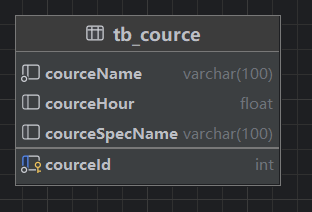 tb_cource
courceName varchar(100)
courceHour float
courceSpecName varchar(100)
courceId int